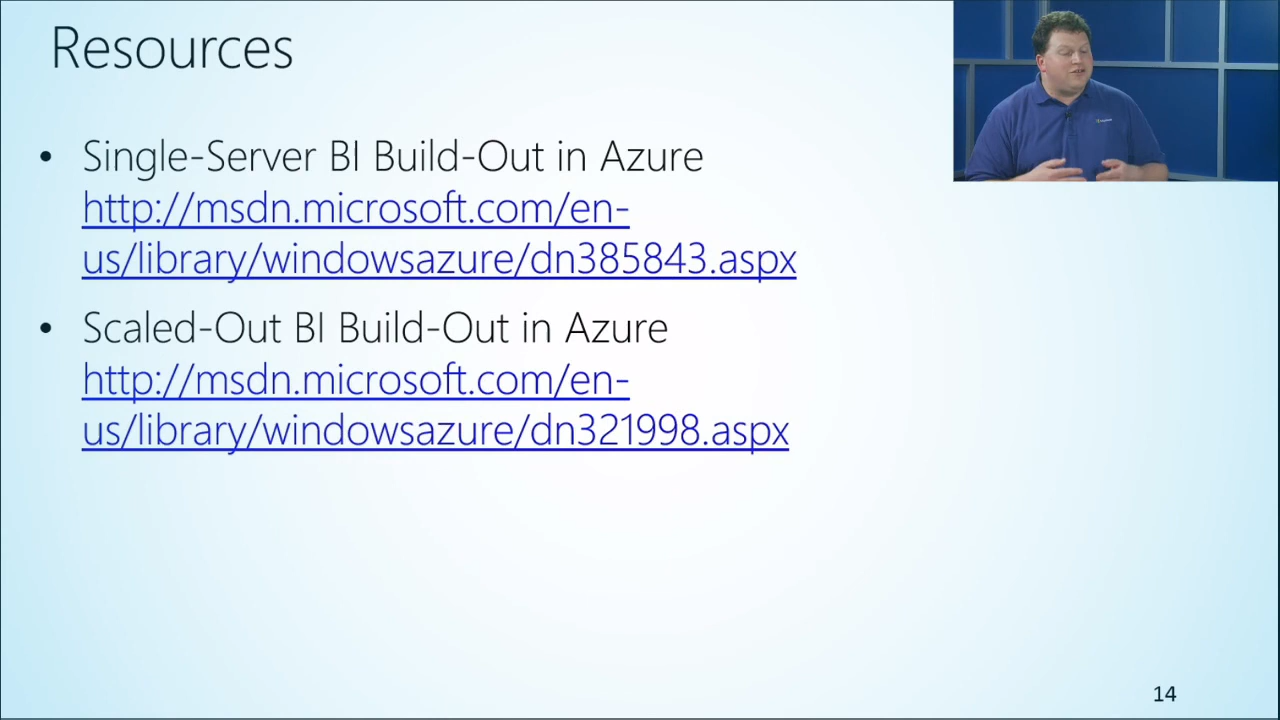 Resources
• Single-Server BI Build-Out in Azure
http://msdn.microsoft.com/en-
us/library/windowsazure/dn385843.aspx
• Scaled-Out BI Build-Out in Azure
http://msdn.microsoft.com/en-
us/library/windowsazure/dn321998.aspx
14